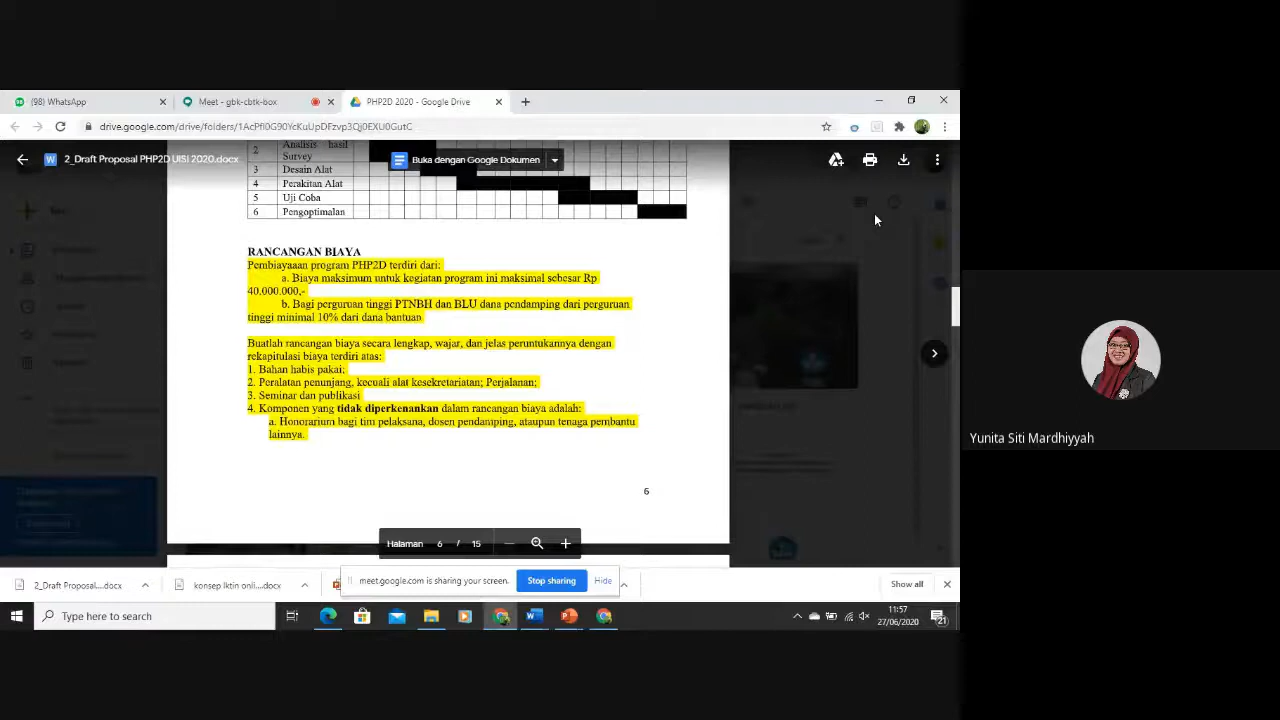 (98) WhatsApp
Meet - gbk-cbtk-box
PHP2D 2020 - Google Drive
drive.google.com/drive/folders/1AcPfl0G90YcKuUpDFzvp3Qj0EXU0GutC
2_Draft Proposal PHP2D UISI 2020.docx
Buka dengan Google Dokumen
2 Analisis hasil
Survey
3 Desain Alat
4 Perakitan Alat
5 Uji Coba
6 Pengoptimalan
RANCANGAN BIAYA
Pembiayaaan program PHP2D terdiri dari:
a. Biaya maksimum untuk kegiatan program ini maksimal sebesar Rp
40.000.000,-
b. Bagi perguruan tinggi PTNBH dan BLU dana pendamping dari perguruan
tinggi minimal 10% dari dana bantuan
Buatlah rancangan biaya secara lengkap, wajar, dan jelas peruntukannya dengan
rekapitulasi biaya terdiri atas:
1. Bahan habis pakai;
2. Peralatan penunjang, kecuali alat kesekretariatan; Perjalanan;
3. Seminar dan publikasi
4. Komponen yang tidak diperkenankan dalam rancangan biaya adalah:
a. Honorarium bagi tim pelaksana, dosen pendamping, ataupun tenaga pembantu
lainnya.
6
Halaman 6 / 15
2_Draft Proposal....docx
konsep lktin onli....docx
meet.google.com is sharing your screen.
Stop sharing
Hide
Show all
Type here to search
11:57
27/06/2020
21
Yunita Siti Mardhiyyah